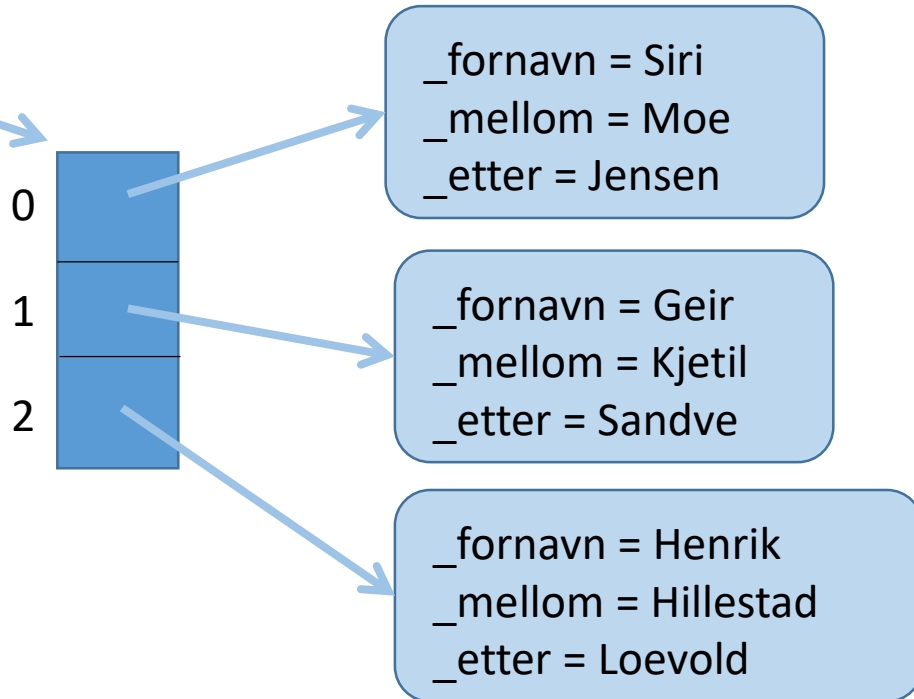 _fornavn = Siri
_mellom = Moe
_etter = Jensen
0
1
_fornavn = Geir
_mellom = Kjetil
_etter = Sandve
2
_fornavn = Henrik
_mellom = Hillestad
_etter = Loevold